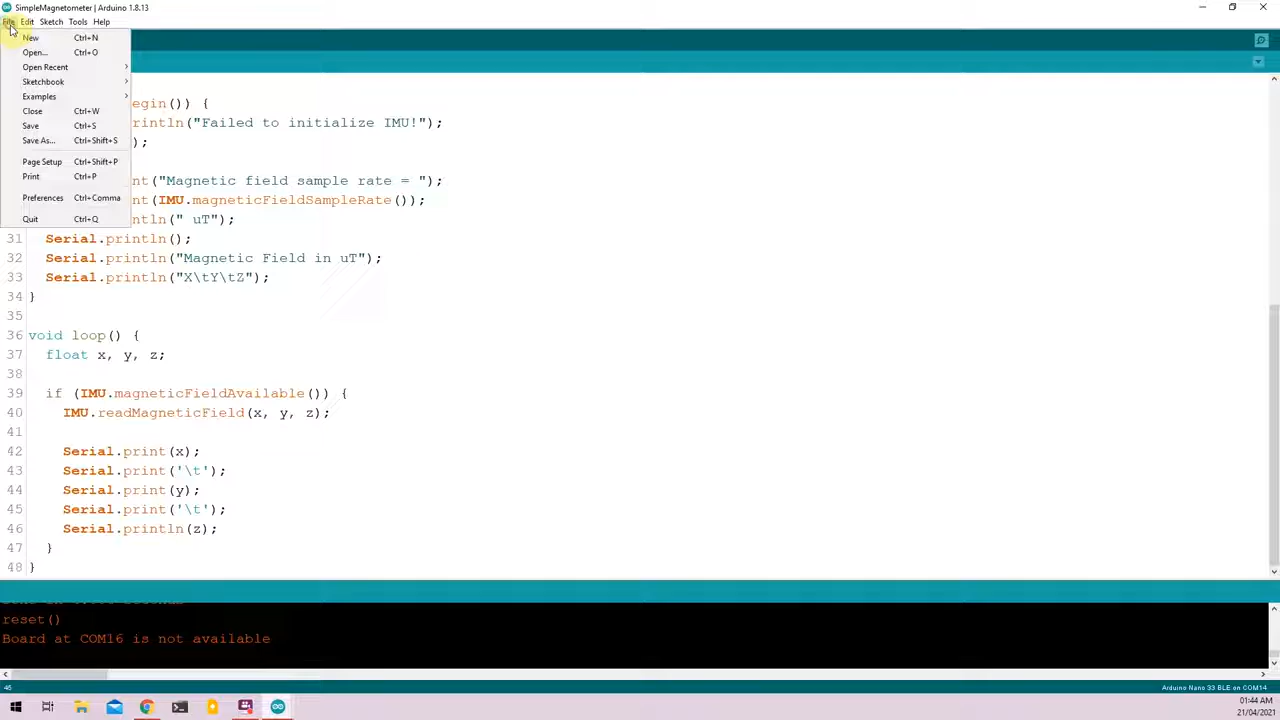 SimpleMagnetometer | Arduino 1.8.13
File Edit Sketch Tools Help
New Ctrl+N
Open... Ctrl+O
Open Recent
Sketchbook
Examples
Close Ctrl+W
Save Ctrl+S
Save As... Ctrl+Shift+S
Page Setup Ctrl+Shift+P
Print Ctrl+P
Preferences Ctrl+Comma
Quit Ctrl+Q
egin()) {
rintln("Failed to initialize IMU!");
);
nt("Magnetic field sample rate = ");
nt(IMU.magneticFieldSampleRate());
ntln(" uT");
31 Serial.println();
32 Serial.println("Magnetic Field in uT");
33 Serial.println("X\tY\tZ");
34 }
35
36 void loop() {
37 float x, y, z;
38
39 if (IMU.magneticFieldAvailable()) {
40 IMU.readMagneticField(x, y, z);
41
42 Serial.print(x);
43 Serial.print('\t');
44 Serial.print(y);
45 Serial.print('\t');
46 Serial.println(z);
47 }
48 }
reset()
Board at COM16 is not available
45 Arduino Nano 33 BLE on COM14
01:44 AM
21/04/2021